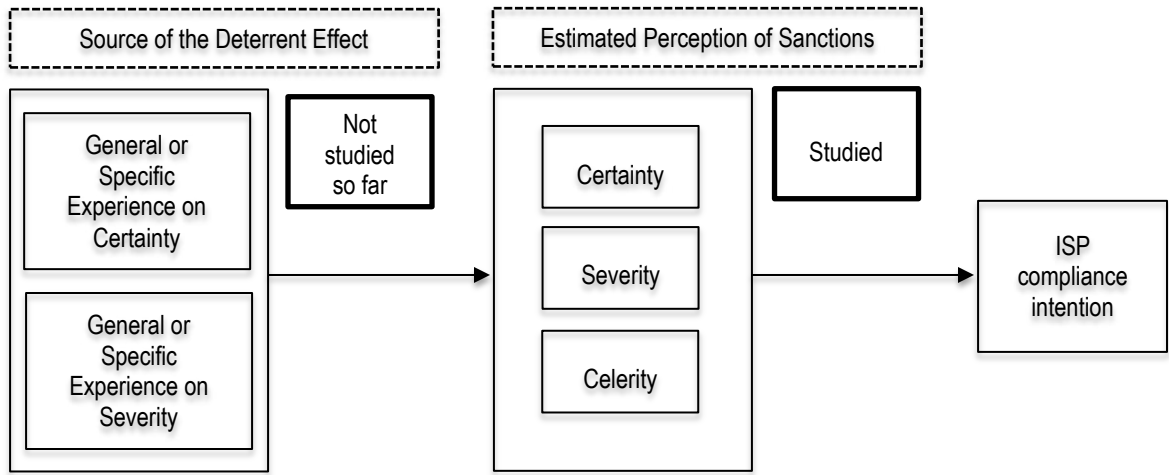 Source of the Deterrent Effect
Estimated Perception of Sanctions
General or
Specific
Experience on
Certainty
General or
Specific
Experience on
Severity
Not
studied
so far
Certainty
Severity
Celerity
Studied
ISP
compliance
intention